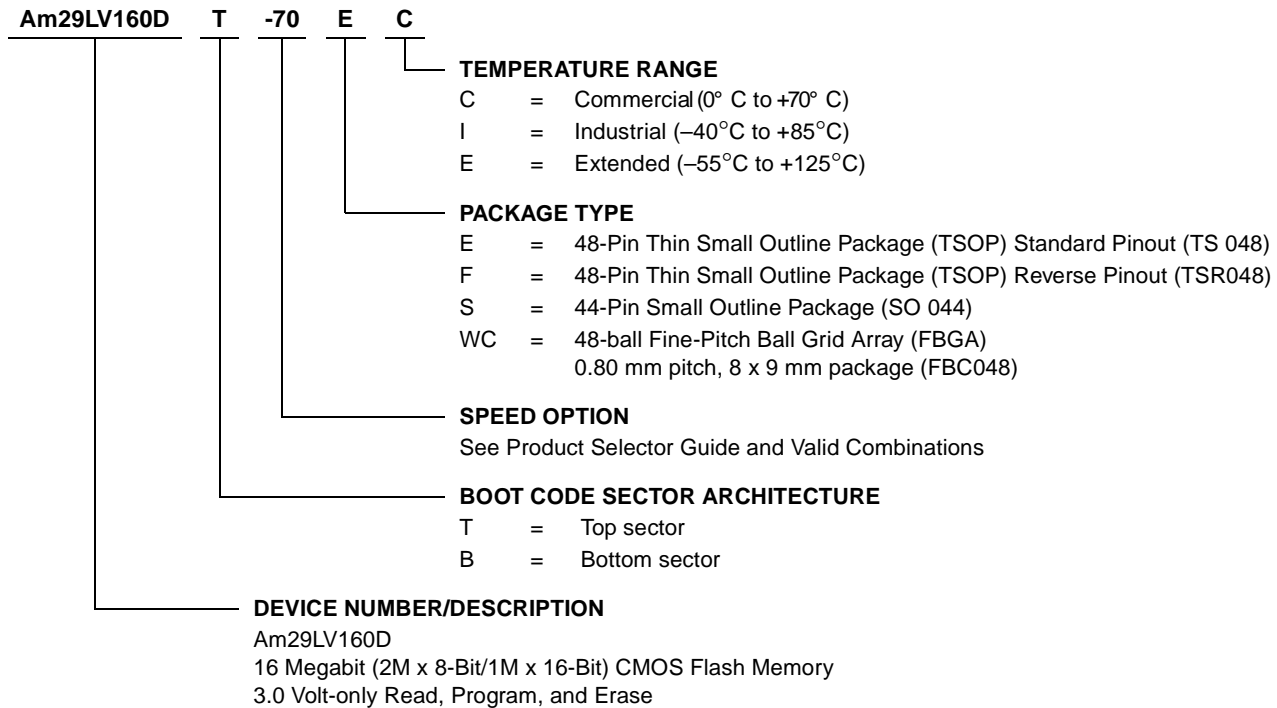 Am29LV160D T -70 E C
TEMPERATURE RANGE
C = Commercial (0° C to +70° C)
I = Industrial (–40°C to +85°C)
E = Extended (–55°C to +125°C)
PACKAGE TYPE
E = 48-Pin Thin Small Outline Package (TSOP) Standard Pinout (TS 048)
F = 48-Pin Thin Small Outline Package (TSOP) Reverse Pinout (TSR048)
S = 44-Pin Small Outline Package (SO 044)
WC = 48-ball Fine-Pitch Ball Grid Array (FBGA)
0.80 mm pitch, 8 x 9 mm package (FBC048)
SPEED OPTION
See Product Selector Guide and Valid Combinations
BOOT CODE SECTOR ARCHITECTURE
T = Top sector
B = Bottom sector
DEVICE NUMBER/DESCRIPTION
Am29LV160D
16 Megabit (2M x 8-Bit/1M x 16-Bit) CMOS Flash Memory
3.0 Volt-only Read, Program, and Erase